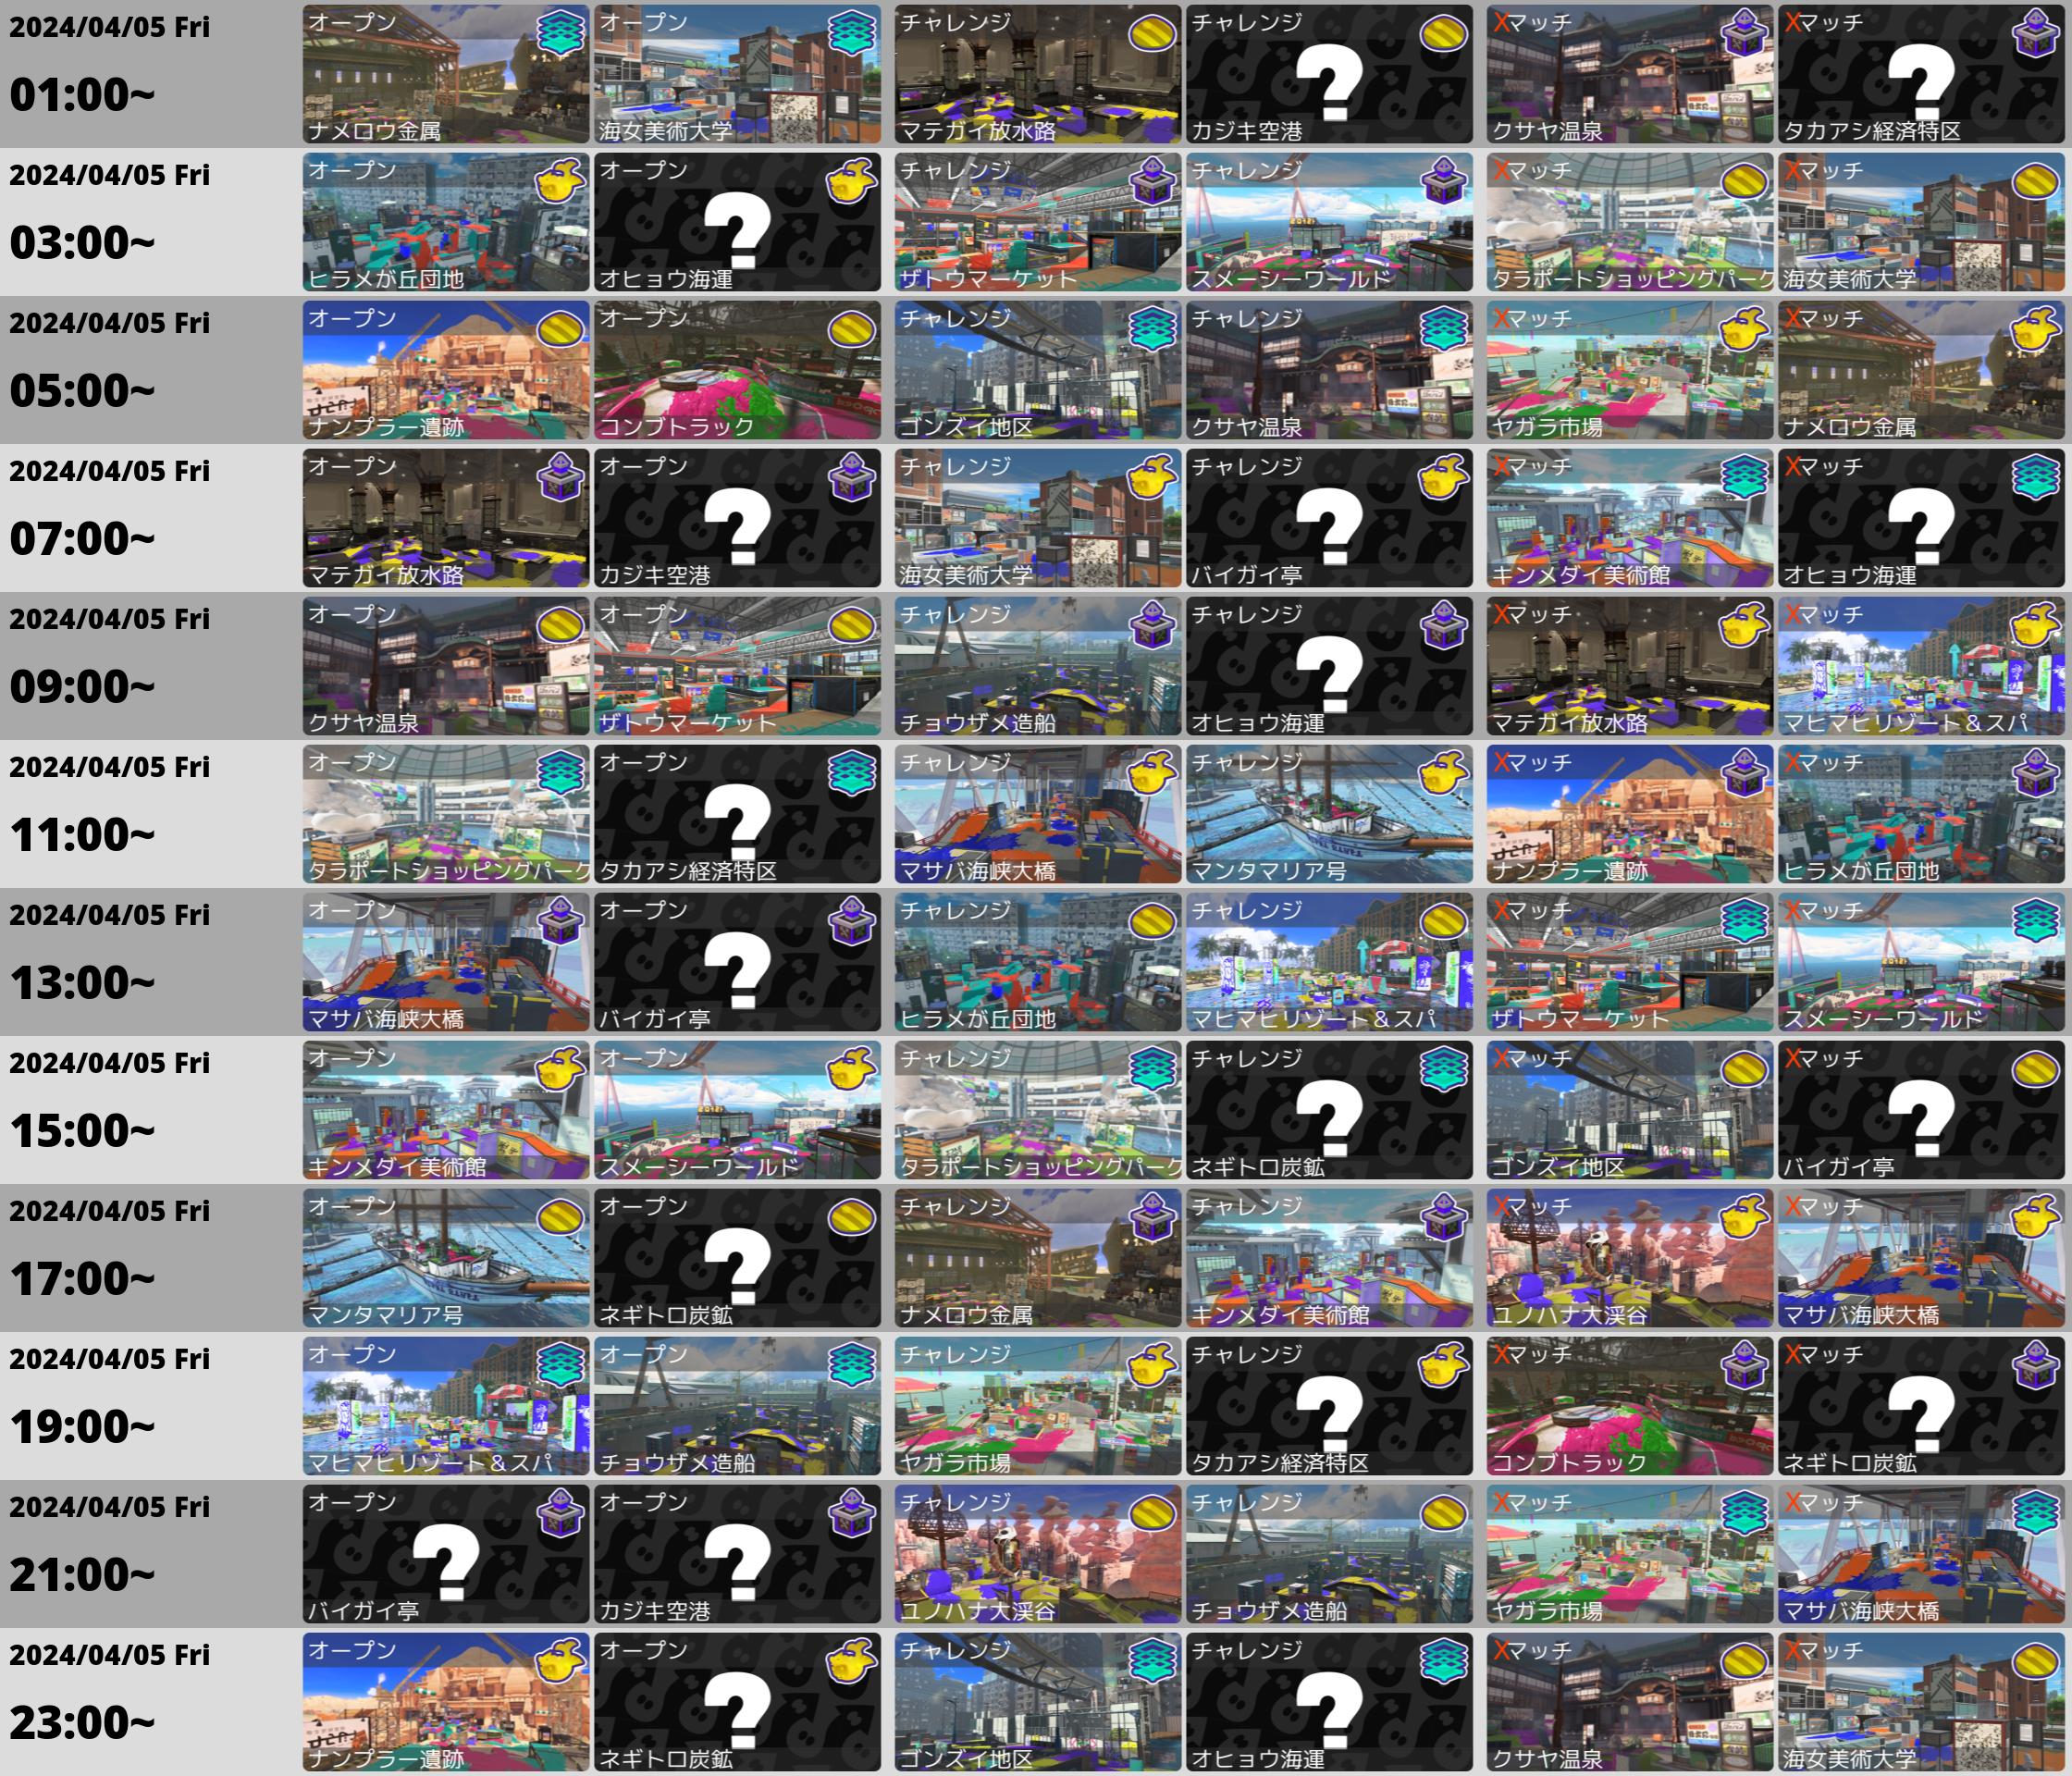 2024/04/05 Fri
01:00~
オープン
ナメロウ金属
オープン
海女美術大学
チャレンジ
マテガイ放水路
チャレンジ
カジキ空港
Xマッチ
クサヤ温泉
Xマッチ
タカアシ経済特区
2024/04/05 Fri
03:00~
オープン
ヒラメが丘団地
オープン
オヒョウ海運
チャレンジ
ザトウマーケット
チャレンジ
スメーシーワールド
Xマッチ
タラポートショッピングパーク
Xマッチ
海女美術大学
2024/04/05 Fri
05:00~
オープン
ナンプラー遺跡
オープン
コンブトラック
チャレンジ
ゴンズイ地区
チャレンジ
クサヤ温泉
Xマッチ
ヤガラ市場
Xマッチ
ナメロウ金属
2024/04/05 Fri
07:00~
オープン
マテガイ放水路
オープン
カジキ空港
チャレンジ
海女美術大学
チャレンジ
バイガイ亭
Xマッチ
キンメダイ美術館
Xマッチ
オヒョウ海運
2024/04/05 Fri
09:00~
オープン
クサヤ温泉
オープン
ザトウマーケット
チャレンジ
チョウザメ造船
チャレンジ
オヒョウ海運
Xマッチ
マテガイ放水路
Xマッチ
マヒマヒリゾート＆スパ
2024/04/05 Fri
11:00~
オープン
タラポートショッピングパーク
オープン
タカアシ経済特区
チャレンジ
マサバ海峡大橋
チャレンジ
マンタマリア号
Xマッチ
ナンプラー遺跡
Xマッチ
ヒラメが丘団地
2024/04/05 Fri
13:00~
オープン
マサバ海峡大橋
オープン
バイガイ亭
チャレンジ
ヒラメが丘団地
チャレンジ
マヒマヒリゾート＆スパ
Xマッチ
ザトウマーケット
Xマッチ
スメーシーワールド
2024/04/05 Fri
15:00~
オープン
キンメダイ美術館
オープン
スメーシーワールド
チャレンジ
タラポートショッピングパーク
チャレンジ
ネギトロ炭鉱
Xマッチ
ゴンズイ地区
Xマッチ
バイガイ亭
2024/04/05 Fri
17:00~
オープン
マンタマリア号
オープン
ネギトロ炭鉱
チャレンジ
ナメロウ金属
チャレンジ
キンメダイ美術館
Xマッチ
ユノハナ大渓谷
Xマッチ
マサバ海峡大橋
2024/04/05 Fri
19:00~
オープン
マヒマヒリゾート＆スパ
オープン
チョウザメ造船
チャレンジ
ヤガラ市場
チャレンジ
タカアシ経済特区
Xマッチ
コンブトラック
Xマッチ
ネギトロ炭鉱
2024/04/05 Fri
21:00~
オープン
バイガイ亭
オープン
カジキ空港
チャレンジ
ユノハナ大渓谷
チャレンジ
チョウザメ造船
Xマッチ
ヤガラ市場
Xマッチ
マサバ海峡大橋
2024/04/05 Fri
23:00~
オープン
ナンプラー遺跡
オープン
ネギトロ炭鉱
チャレンジ
ゴンズイ地区
チャレンジ
オヒョウ海運
Xマッチ
クサヤ温泉
Xマッチ
海女美術大学